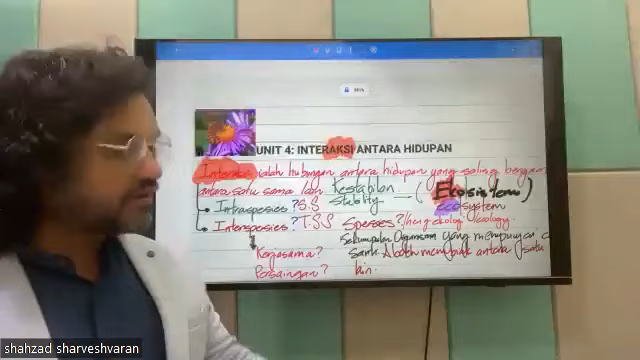 UNIT 4: INTERAKSI ANTARA HIDUPAN
Interaksi ialah hubungan antara hidupan yang saling bergan
antara satu sama lain Kestabilan — ( Ekosistem )
Stability Ecosystem
Intraspesies? S.S
Interspesies? T.S.S Spesies? ekologi /ecology.
Sekumpulan Organisma yang mempunyai
Kerjasama? sama & boleh membiak antara satu
Persaingan? lain.
shahzad sharveshvaran